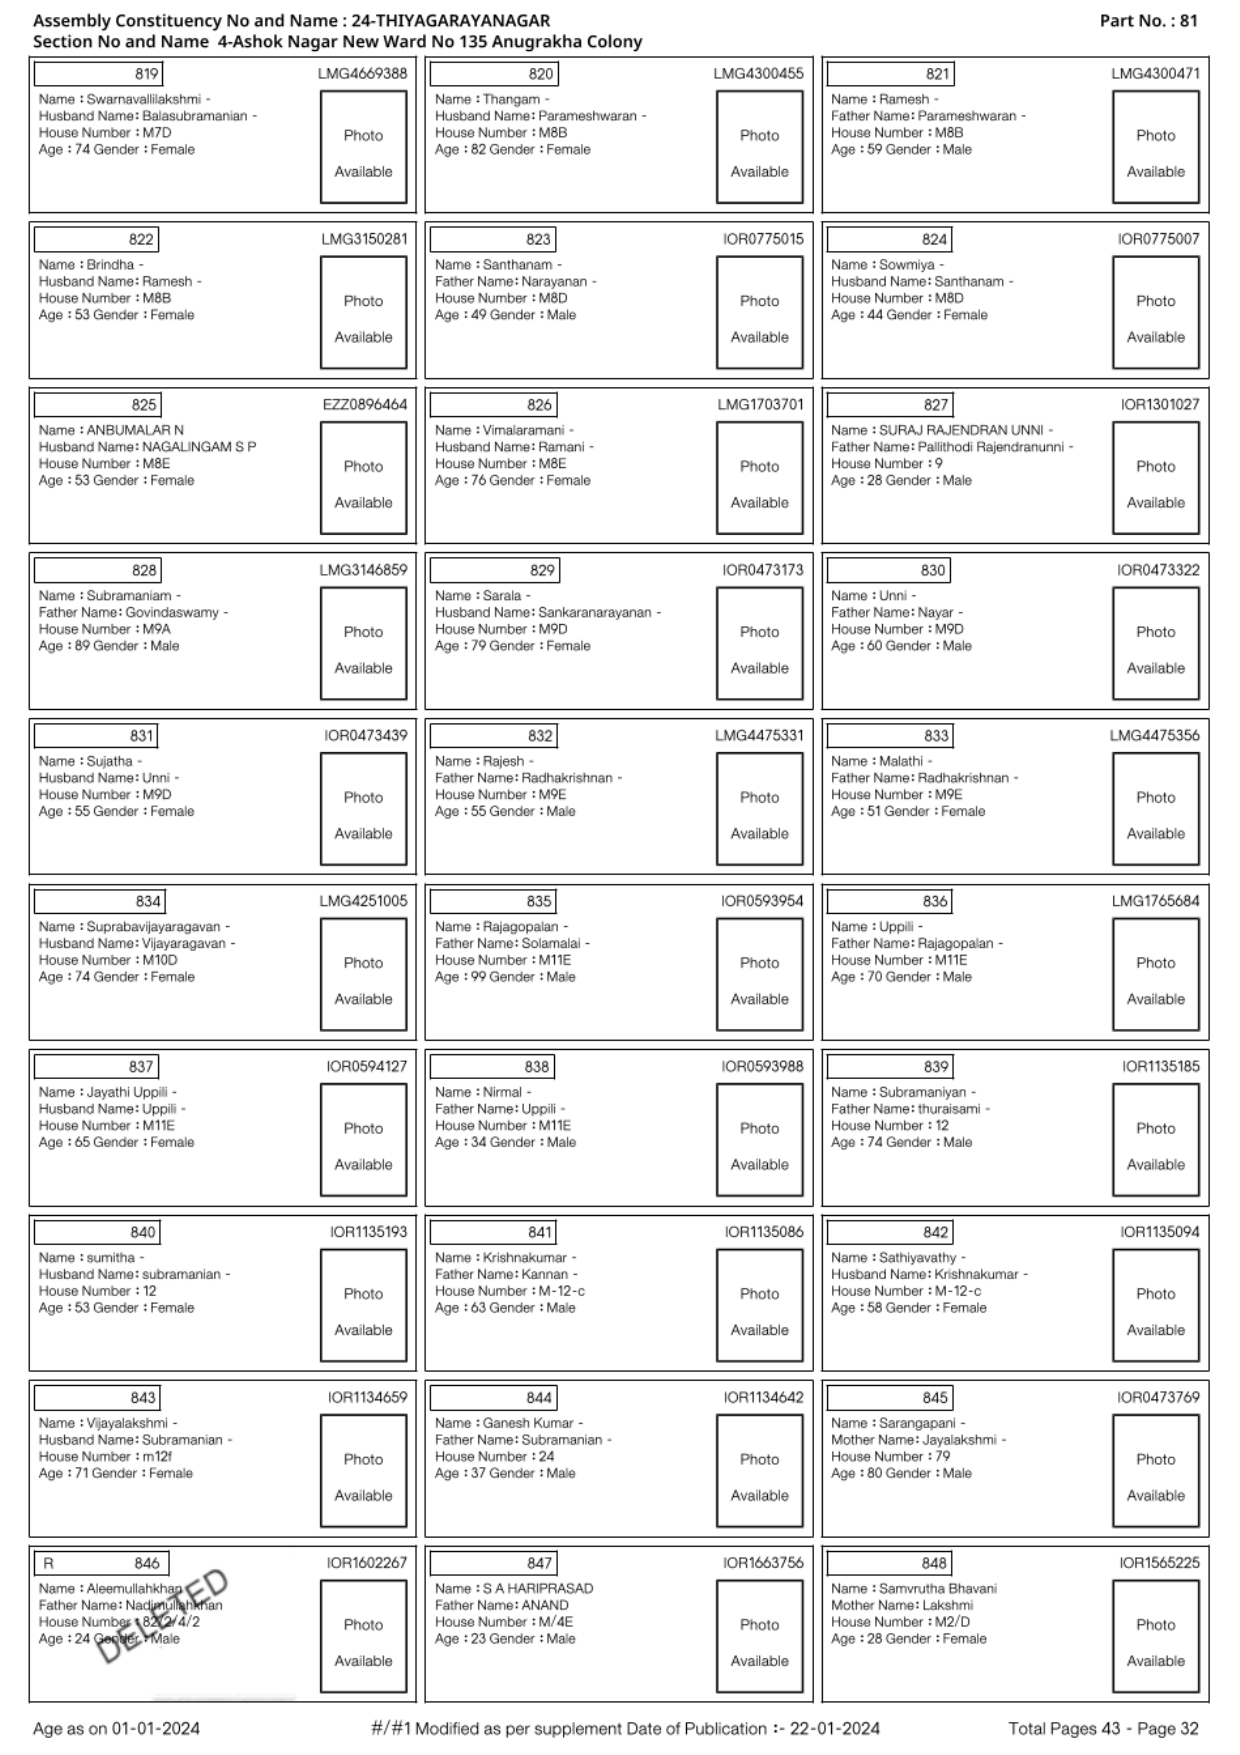 Assembly Constituency No and Name : 24-THIYAGARAYANAGAR
Part No. : 81
Section No and Name 4-Ashok Nagar New Ward No 135 Anugrakha Colony
819 LMG4669388
Name : Swarnavallilakshmi -
Husband Name: Balasubramanian -
House Number : M7D
Age : 74 Gender : Female
Photo
Available
820 LMG4300455
Name : Thangam -
Husband Name: Parameshwaran -
House Number : M8B
Age : 82 Gender : Female
Photo
Available
821 LMG4300471
Name : Ramesh -
Father Name: Parameshwaran -
House Number : M8B
Age : 59 Gender : Male
Photo
Available
822 LMG3150281
Name : Brindha -
Husband Name: Ramesh -
House Number : M8B
Age : 53 Gender : Female
Photo
Available
823 IOR0775015
Name : Santhanam -
Father Name: Narayanan -
House Number : M8D
Age : 49 Gender : Male
Photo
Available
824 IOR0775007
Name : Sowmiya -
Husband Name: Santhanam -
House Number : M8D
Age : 44 Gender : Female
Photo
Available
825 EZZ0896464
Name : ANBUMALAR N
Husband Name: NAGALINGAM S P
House Number : M8E
Age : 53 Gender : Female
Photo
Available
826 LMG1703701
Name : Vimalaramani -
Husband Name: Ramani -
House Number : M8E
Age : 76 Gender : Female
Photo
Available
827 IOR1301027
Name : SURAJ RAJENDRAN UNNI -
Father Name: Pallithodi Rajendranunni -
House Number : 9
Age : 28 Gender : Male
Photo
Available
828 LMG3146859
Name : Subramaniam -
Father Name: Govindaswamy -
House Number : M9A
Age : 89 Gender : Male
Photo
Available
829 IOR0473173
Name : Sarala -
Husband Name: Sankaranarayanan -
House Number : M9D
Age : 79 Gender : Female
Photo
Available
830 IOR0473322
Name : Unni -
Father Name: Nayar -
House Number : M9D
Age : 60 Gender : Male
Photo
Available
831 IOR0473439
Name : Sujatha -
Husband Name: Unni -
House Number : M9D
Age : 55 Gender : Female
Photo
Available
832 LMG4475331
Name : Rajesh -
Father Name: Radhakrishnan -
House Number : M9E
Age : 55 Gender : Male
Photo
Available
833 LMG4475356
Name : Malathi -
Father Name: Radhakrishnan -
House Number : M9E
Age : 51 Gender : Female
Photo
Available
834 LMG4251005
Name : Suprabavijayaragavan -
Husband Name: Vijayaragavan -
House Number : M10D
Age : 74 Gender : Female
Photo
Available
835 IOR0593954
Name : Rajagopalan -
Father Name: Solamalai -
House Number : M11E
Age : 99 Gender : Male
Photo
Available
836 LMG1765684
Name : Uppili -
Father Name: Rajagopalan -
House Number : M11E
Age : 70 Gender : Male
Photo
Available
837 IOR0594127
Name : Jayathi Uppili -
Husband Name: Uppili -
House Number : M11E
Age : 65 Gender : Female
Photo
Available
838 IOR0593988
Name : Nirmal -
Father Name: Uppili -
House Number : M11E
Age : 34 Gender : Male
Photo
Available
839 IOR1135185
Name : Subramaniyan -
Father Name: thuraisami -
House Number : 12
Age : 74 Gender : Male
Photo
Available
840 IOR1135193
Name : sumitha -
Husband Name: subramanian -
House Number : 12
Age : 53 Gender : Female
Photo
Available
841 IOR1135086
Name : Krishnakumar -
Father Name: Kannan -
House Number : M-12-c
Age : 63 Gender : Male
Photo
Available
842 IOR1135094
Name : Sathiyavathy -
Husband Name: Krishnakumar -
House Number : M-12-c
Age : 58 Gender : Female
Photo
Available
843 IOR1134659
Name : Vijayalakshmi -
Husband Name: Subramanian -
House Number : m12f
Age : 71 Gender : Female
Photo
Available
844 IOR1134642
Name : Ganesh Kumar -
Father Name: Subramanian -
House Number : 24
Age : 37 Gender : Male
Photo
Available
845 IOR0473769
Name : Sarangapani -
Mother Name: Jayalakshmi -
House Number : 79
Age : 80 Gender : Male
Photo
Available
R 846 IOR1602267
Name : Aleemullahkhan
Father Name: Nadimullahkhan
House Number : 82/2/4/2
Age : 24 Gender : Male
DELETED
Photo
Available
847 IOR1663756
Name : S A HARIPRASAD
Father Name: ANAND
House Number : M/4E
Age : 23 Gender : Male
Photo
Available
848 IOR1565225
Name : Samvrutha Bhavani
Mother Name: Lakshmi
House Number : M2/D
Age : 28 Gender : Female
Photo
Available
Age as on 01-01-2024
#/#1 Modified as per supplement Date of Publication :- 22-01-2024
Total Pages 43 - Page 32